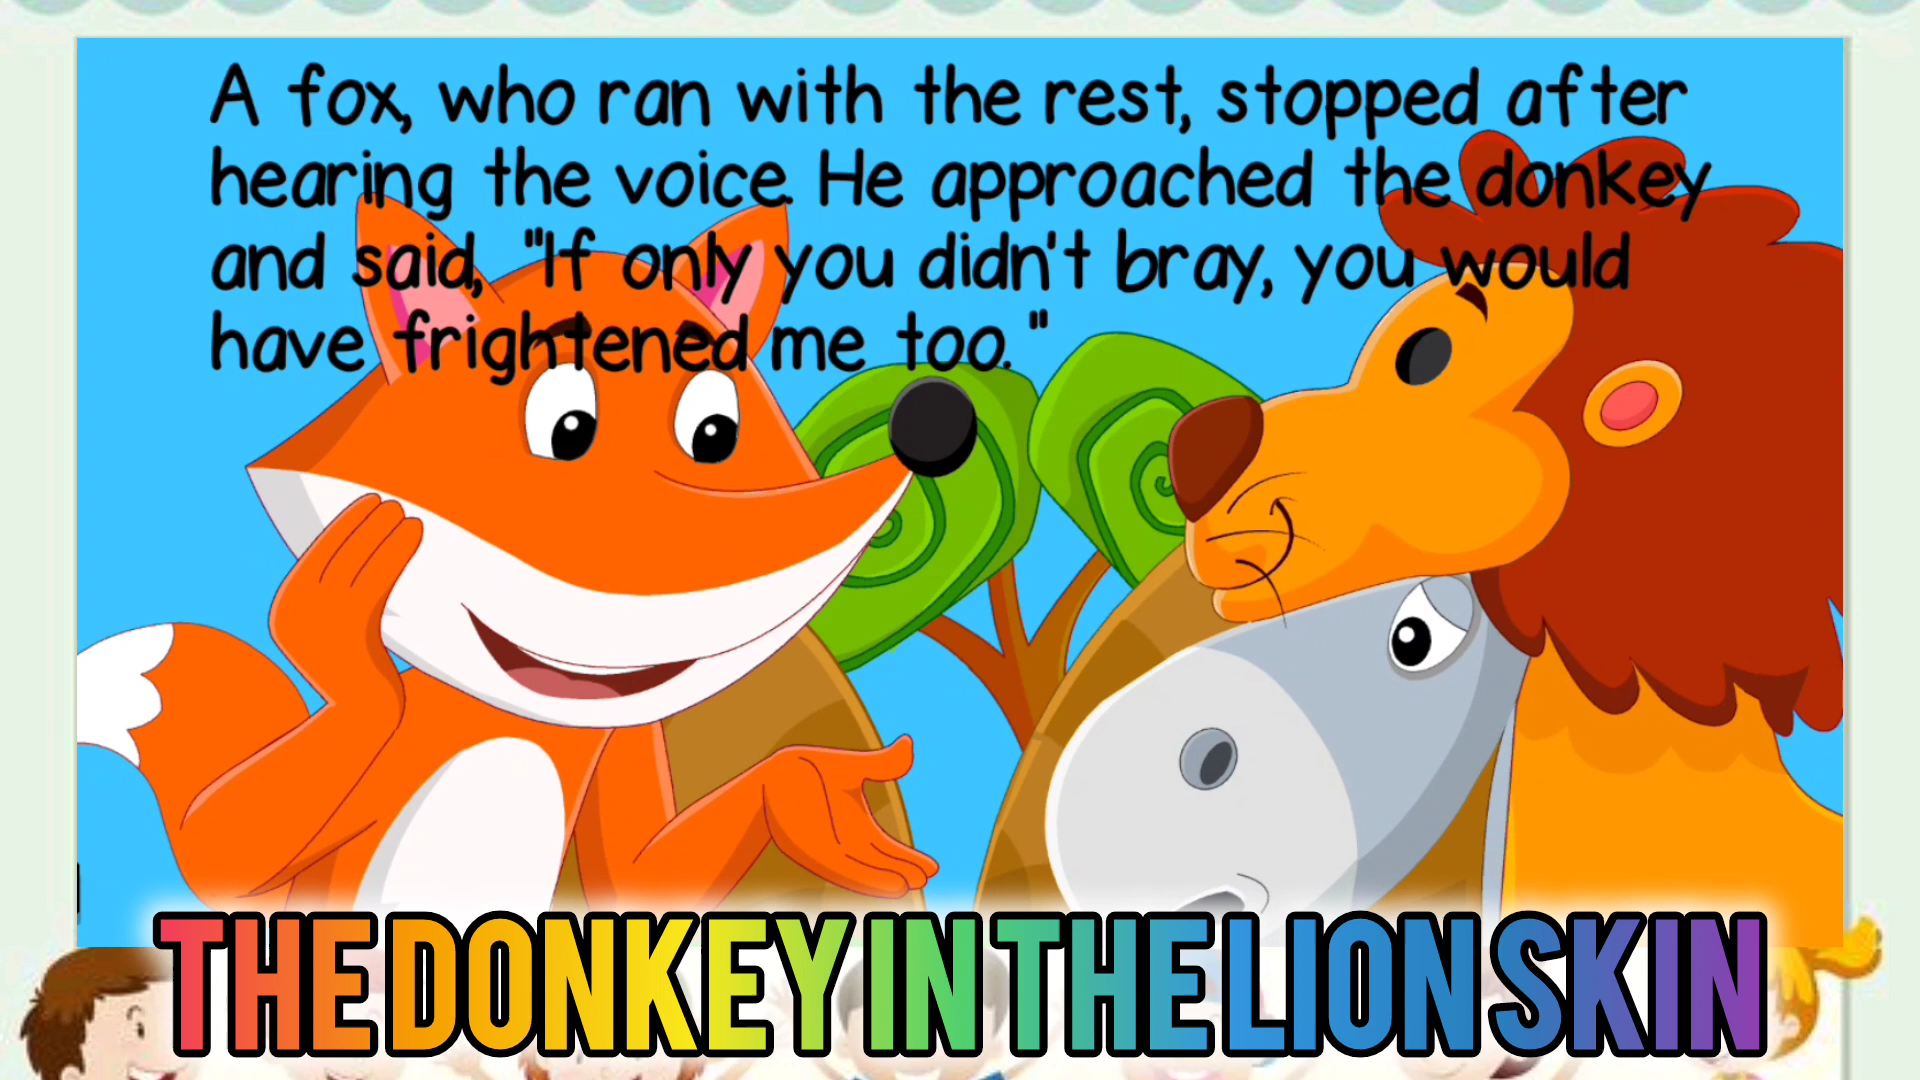 A fox, who ran with the rest, stopped after
hearing the voice. He approached the donkey
and said, "If only you didn't bray, you would
have frightened me too."
THE DONKEY IN THE LION SKIN